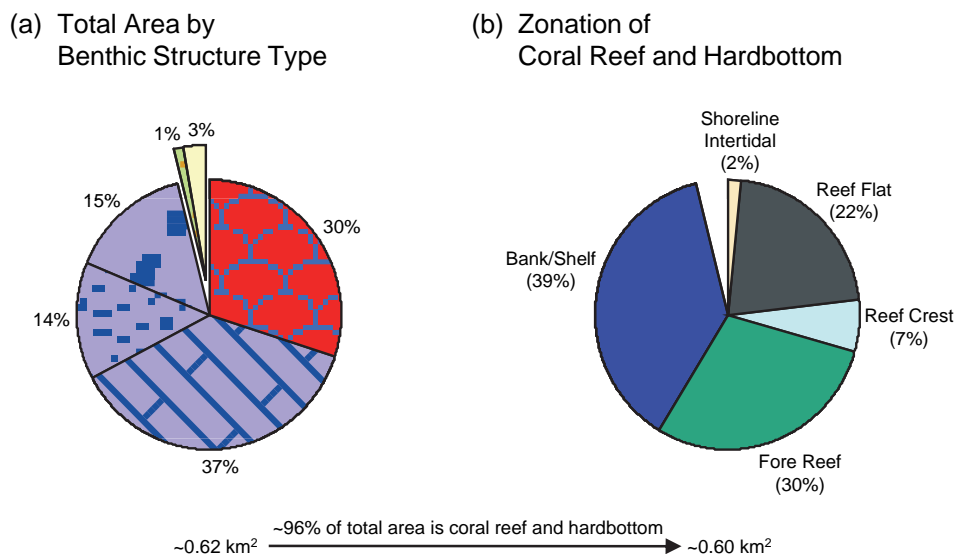 (a) Total Area by
Benthic Structure Type
1%
3%
15%
30%
14%
37%
(b) Zonation of
Coral Reef and Hardbottom
Shoreline
Intertidal
(2%)
Reef Flat
(22%)
Bank/Shelf
(39%)
Reef Crest
(7%)
Fore Reef
(30%)
~96% of total area is coral reef and hardbottom
~0.62 km²
~0.60 km²